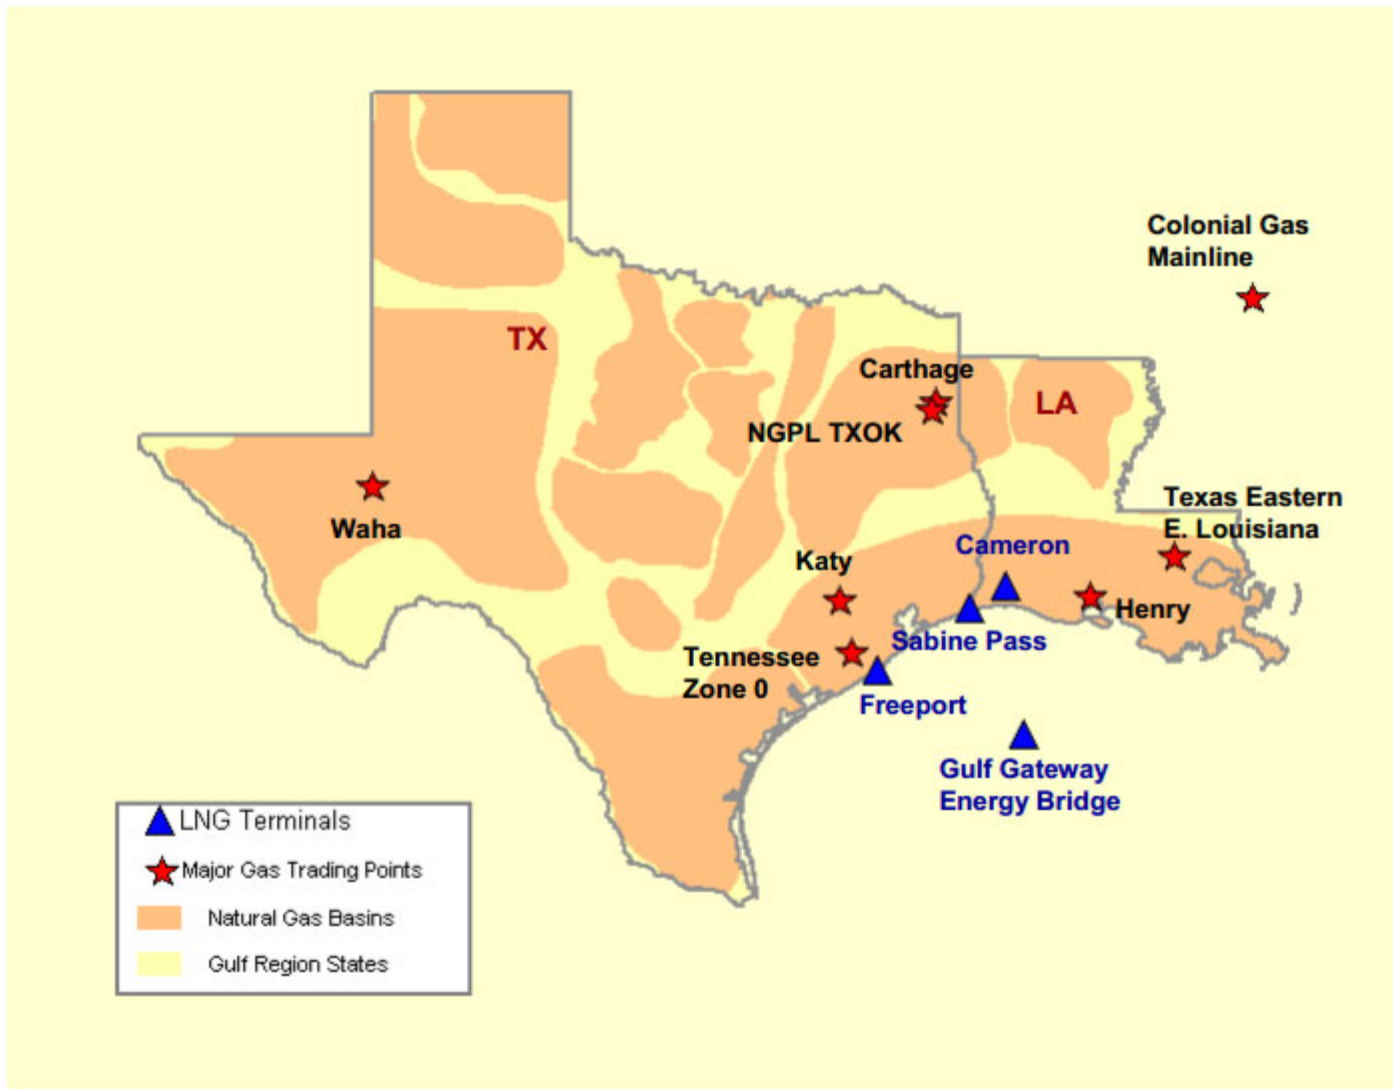 Colonial Gas
Mainline
TX
Carthage
LA
NGPL TXOK
Texas Eastern
E. Louisiana
Waha
Cameron
Katy
Henry
Sabine Pass
Tennessee
Zone 0
Freeport
Gulf Gateway
Energy Bridge
LNG Terminals
Major Gas Trading Points
Natural Gas Basins
Gulf Region States